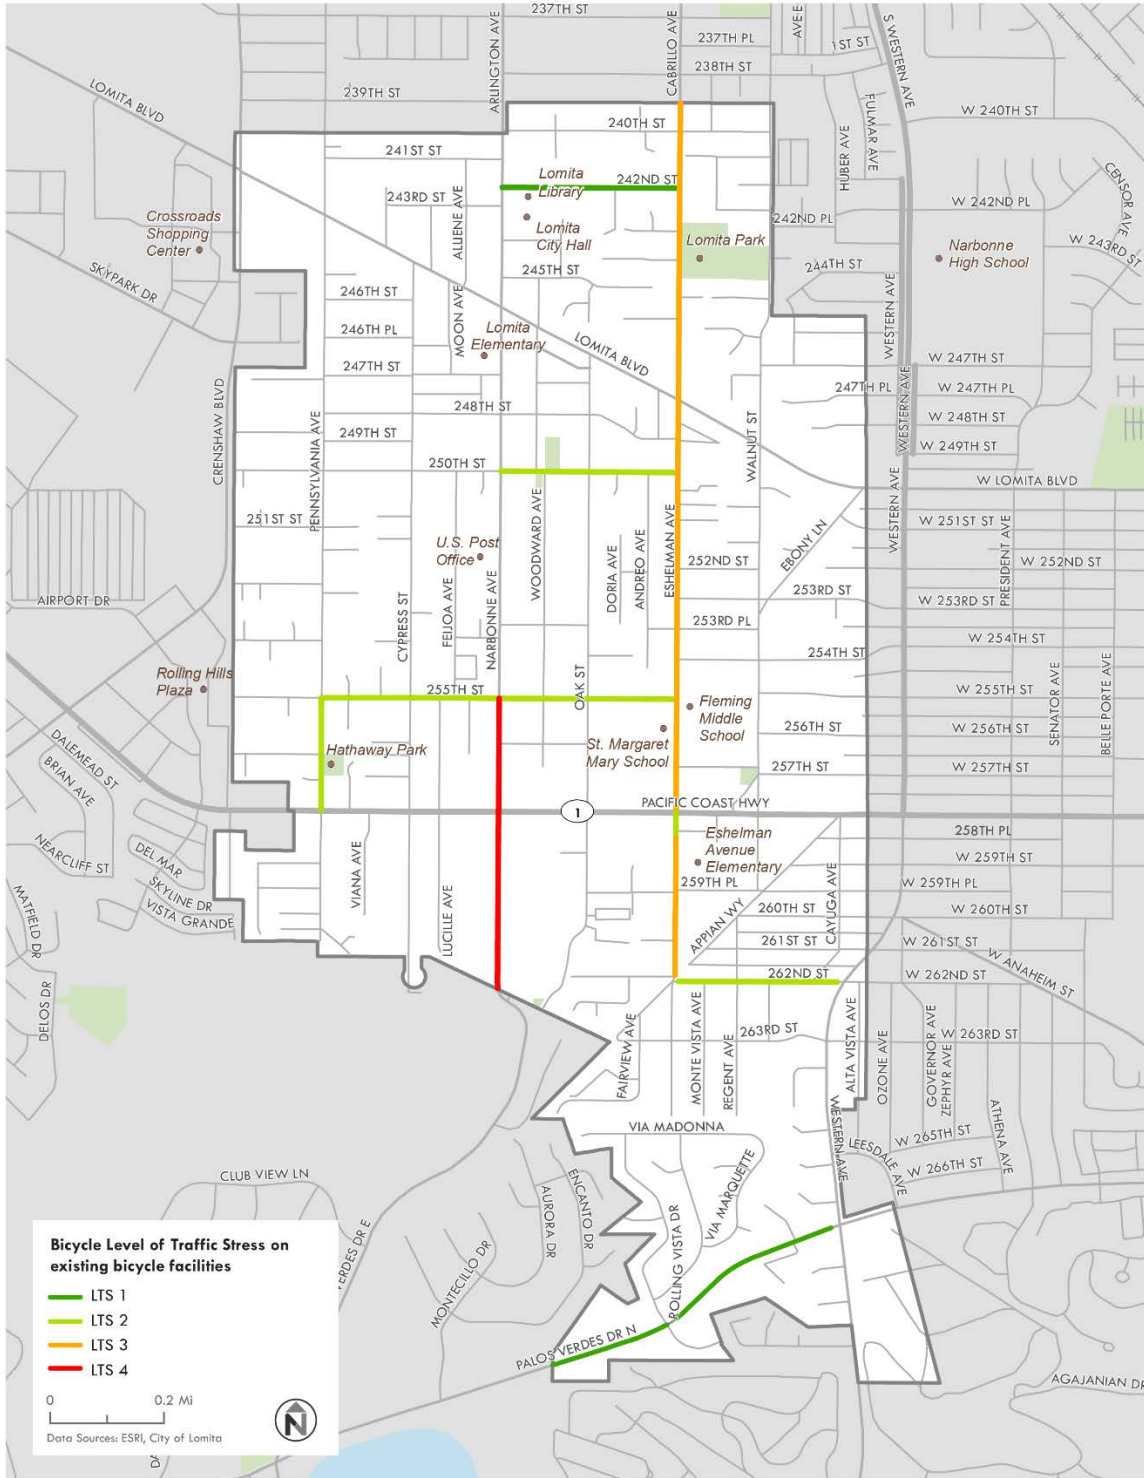 237TH ST
ARLINGTON AVE
CABRILLO AVE
237TH PL
AVE E
1ST ST
S WESTERN AVE
238TH ST
LOMITA BLVD
239TH ST
240TH ST
HUBER AVE
FULMAR AVE
W 240TH ST
241ST ST
Lomita
Library
242ND ST
CENSOR AVE
ALIENE AVE
243RD ST
W 242ND PL
Crossroads
Shopping
Center
Lomita
City Hall
Lomita Park
242ND PL
Narbonne
High School
W 243RD ST
SKYPARK DR
245TH ST
244TH ST
246TH ST
MOON AVE
WESTERN AVE
246TH PL
Lomita
Elementary
LOMITA BLVD
247TH ST
W 247TH ST
CRENSHAW BLVD
247TH PL
W 247TH PL
248TH ST
WESTERN AVE
W 248TH ST
PENNSYLVANIA AVE
249TH ST
WALNUT ST
W 249TH ST
250TH ST
W LOMITA BLVD
251ST ST
WOODWARD AVE
ESHELMAN AVE
WESTERN AVE
W 251ST ST
PRESIDENT AVE
U.S. Post
Office
DORIA AVE
ANDREO AVE
252ND ST
EBONY LN
W 252ND ST
AIRPORT DR
CYPRESS ST
FEIJOA AVE
NARBONNE AVE
253RD ST
W 253RD ST
253RD PL
W 254TH ST
254TH ST
Rolling Hills
Plaza
255TH ST
OAK ST
W 255TH ST
SENATOR AVE
BELLE PORTE AVE
Fleming
Middle
School
256TH ST
W 256TH ST
DALEMEAD ST
BRIAN AVE
Hathaway Park
St. Margaret
Mary School
257TH ST
W 257TH ST
PACIFIC COAST HWY
1
NEARCLIFF ST
DEL MAR
Eshelman
Avenue
Elementary
258TH PL
VIANA AVE
W 259TH ST
MATFIELD DR
SKYLINE DR
VISTA GRANDE
LUCILLE AVE
259TH PL
APPIAN WY
CAYUGA AVE
W 259TH PL
260TH ST
W 260TH ST
261ST ST
W 261ST ST
W ANAHEIM ST
262ND ST
W 262ND ST
DELOS DR
FAIRVIEW AVE
MONTE VISTA AVE
REGENT AVE
263RD ST
ALTA VISTA AVE
OZONE AVE
GOVERNOR AVE
ZEPHYR AVE
W 263RD ST
ATHENA AVE
VIA MADONNA
WESTERN AVE
LEESDALE AVE
W 265TH ST
CLUB VIEW LN
AURORA DR
ENCANTO DR
VIA MARQUETTE
W 266TH ST
VERDES DR E
MONTECILLO DR
ROLLING VISTA DR
PALOS VERDES DR N
AGAJANIAN DR
Bicycle Level of Traffic Stress on
existing bicycle facilities
LTS 1
LTS 2
LTS 3
LTS 4
0 0.2 Mi
N
Data Sources: ESRI, City of Lomita